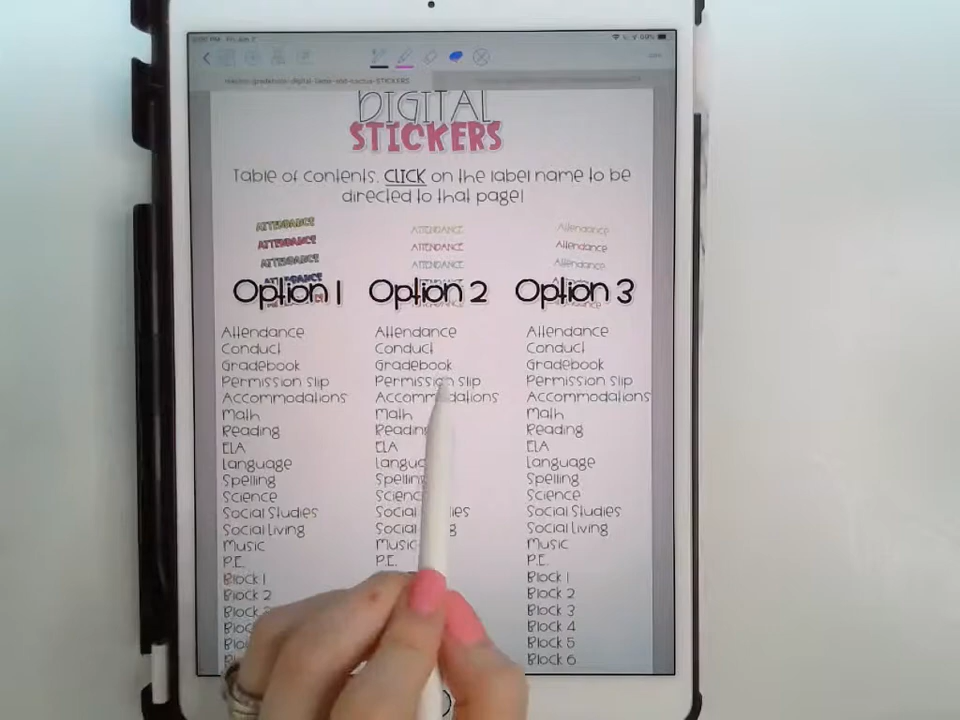 DIGITAL
STICKERS
Table of Contents. CLICK on the label name to be
directed to that page!
ATTENDANCE ATTENDANCE Attendance
ATTENDANCE ATTENDANCE Attendance
ATTENDANCE ATTENDANCE Attendance
Option 1 Option 2 Option 3
Attendance Attendance Attendance
Conduct Conduct Conduct
Gradebook Gradebook Gradebook
Permission Slip Permission Slip Permission Slip
Accommodations Accommodations Accommodations
Math Math Math
Reading Reading
ELA ELA ELA
Language Language
Spelling Spelling
Science Science
Social Studies Social Studies
Social Living Social Social Living
Music Music Music
P.E. P.E. P.E.
Block 1 Block 1
Block 2 Block 2
Block Block 3
Block 4
Block 5
Block 6